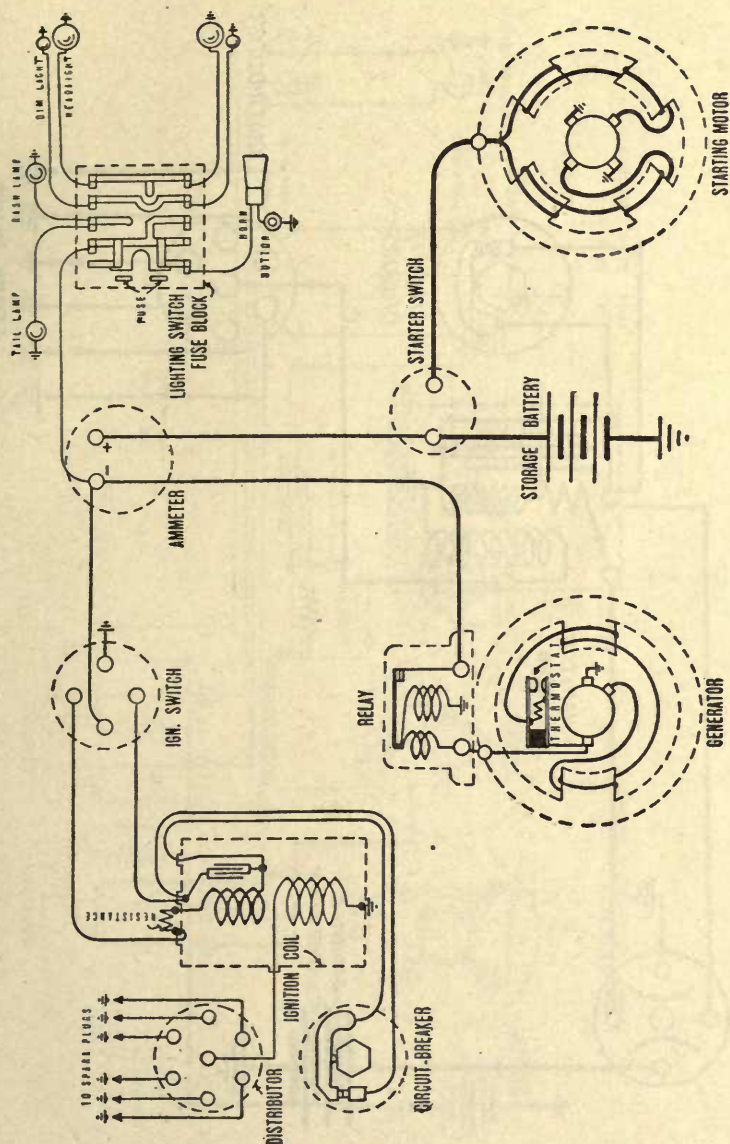 DIM LIGHT
HEADLIGHT
DASH LAMP
TAIL LAMP
FUSE
HORN
BUTTON
LIGHTING SWITCH
FUSE BLOCK
+
-
AMMETER
STARTER SWITCH
STARTING MOTOR
STORAGE BATTERY
IGN. SWITCH
RELAY
THERMOSTAT
GENERATOR
RESISTANCE
IGNITION COIL
TO SPARK PLUGS
DISTRIBUTOR
CIRCUIT-BREAKER